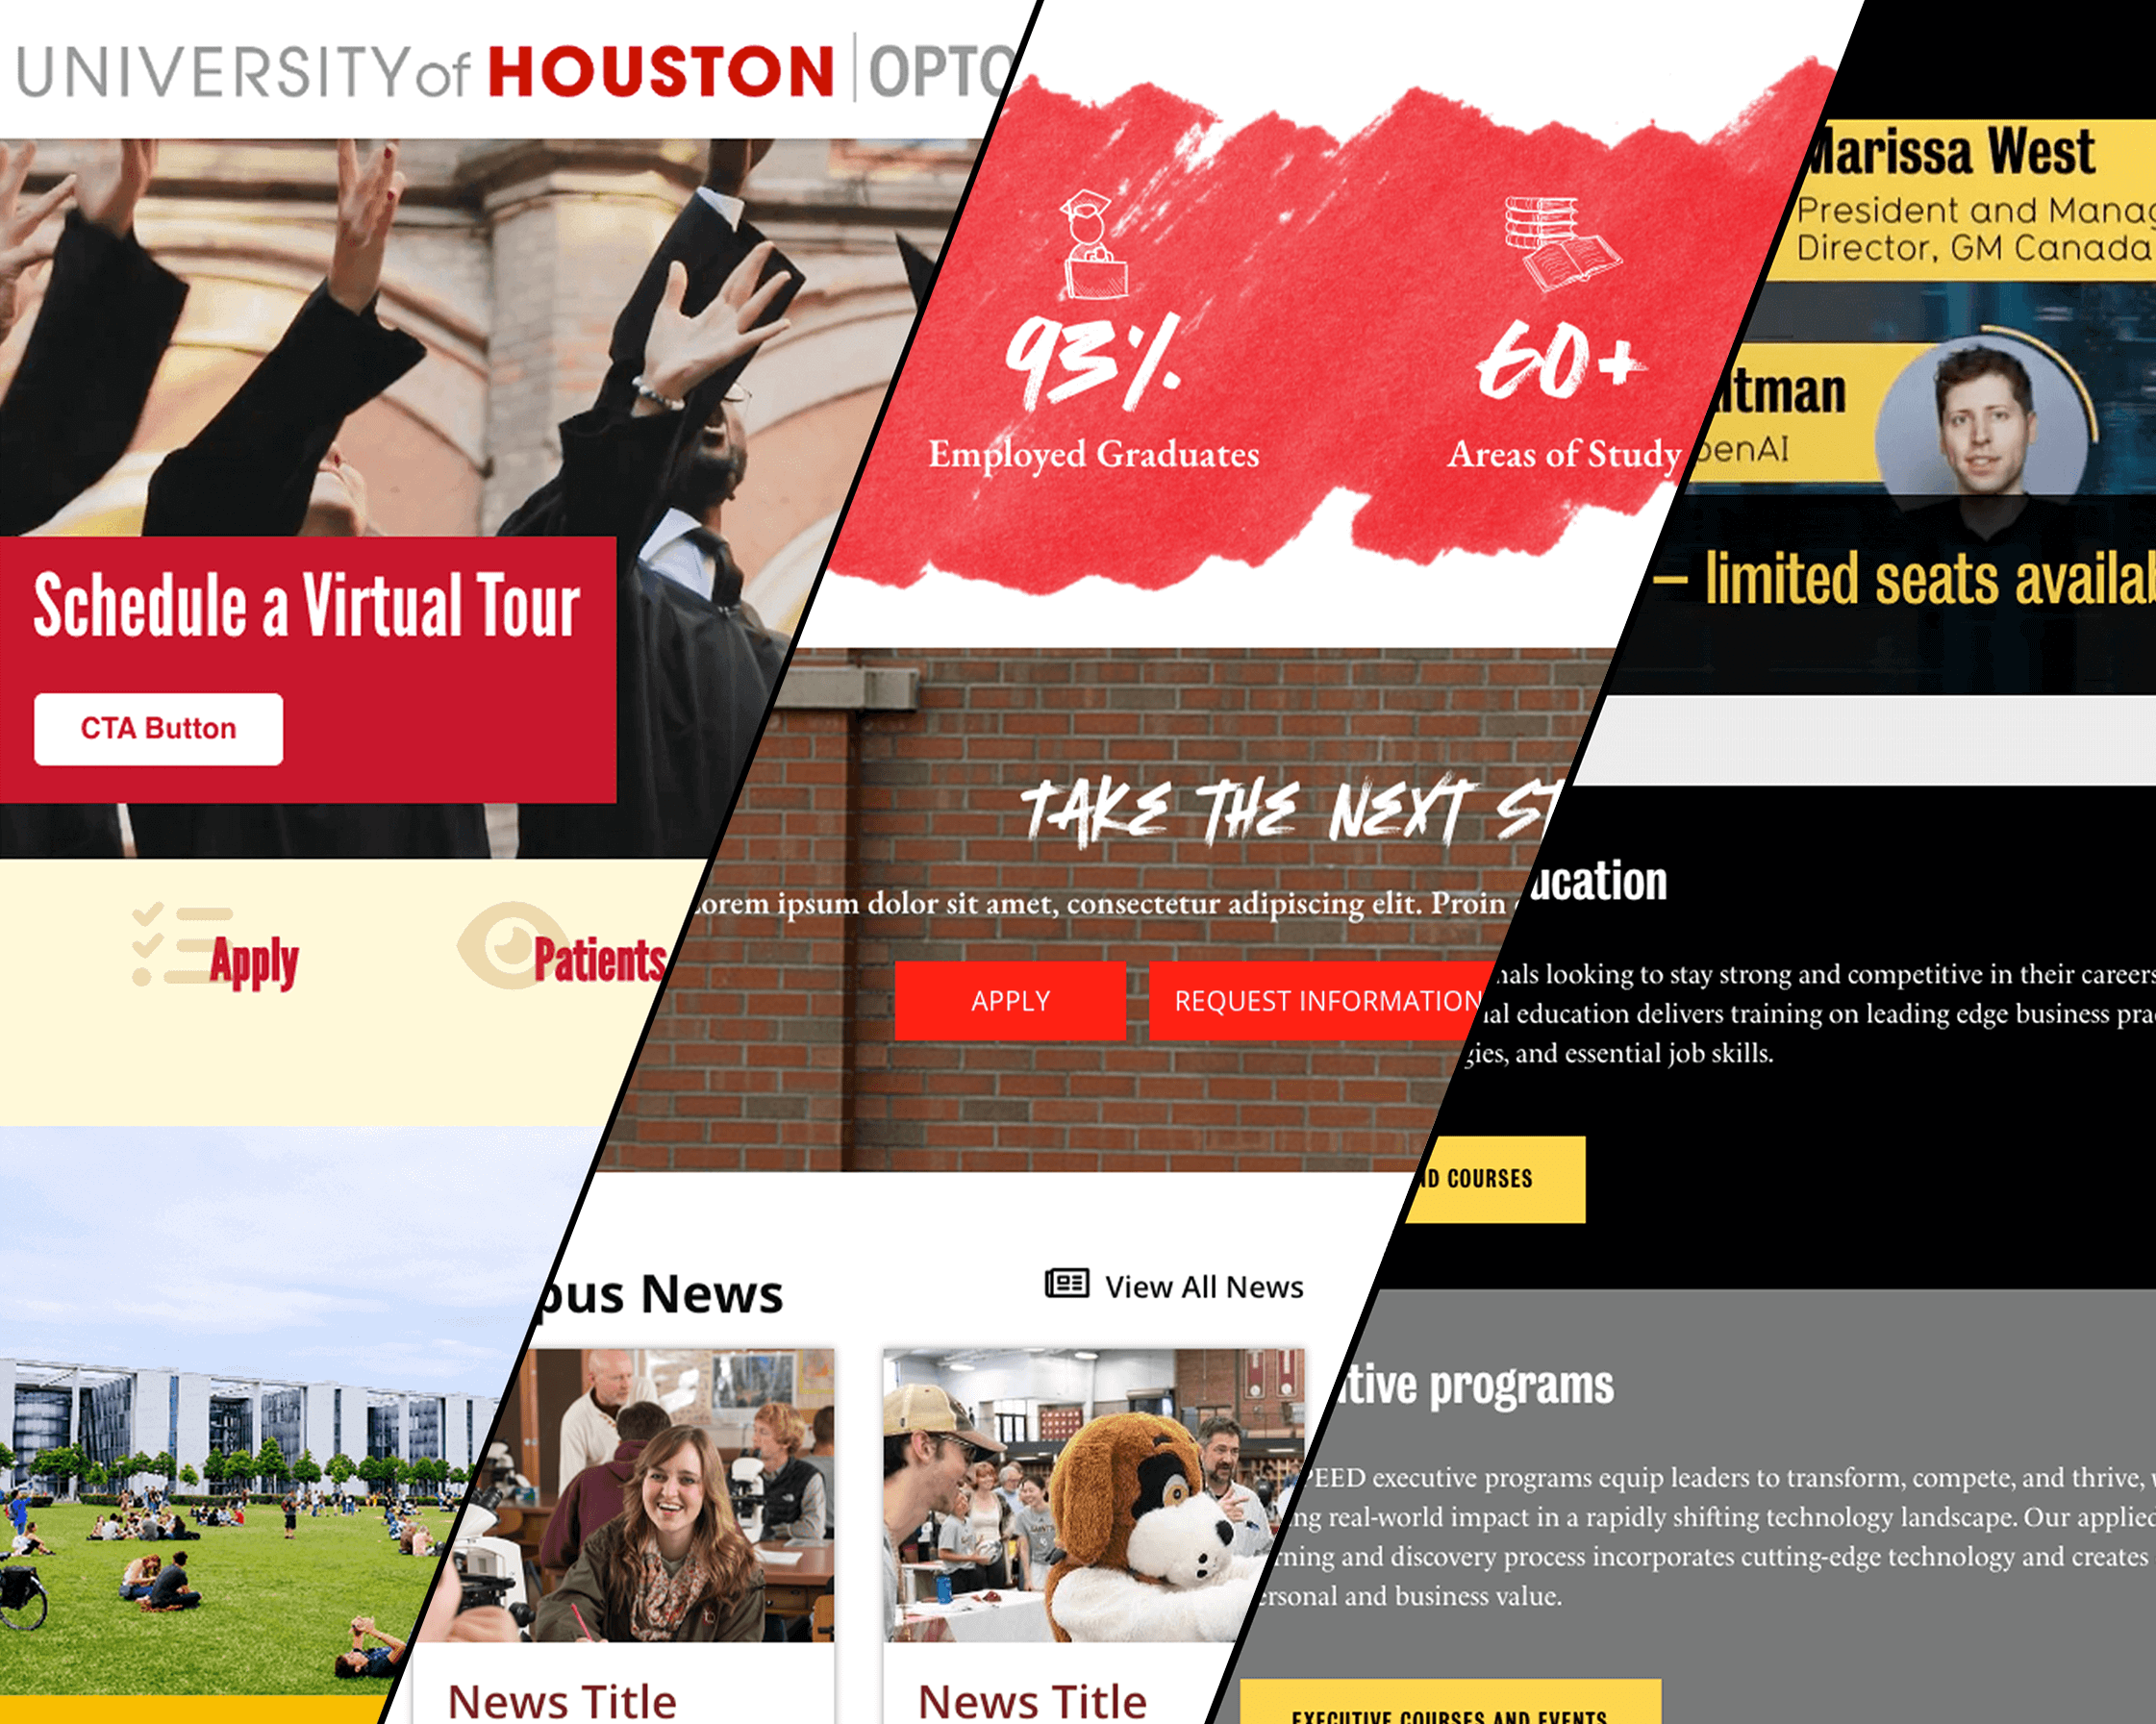 UNIVERSITY of HOUSTON | OPTO
Schedule a Virtual Tour
CTA Button
Apply
Patients
93%
Employed Graduates
60+
Areas of Study
TAKE THE NEXT ST
orem ipsum dolor sit amet, consectetur adipiscing elit. Proin
APPLY
REQUEST INFORMATION
pus News
View All News
News Title
News Title
Marissa West
President and Manag
Director, GM Canada
ltman
penAI
– limited seats availab
ucation
nals looking to stay strong and competitive in their careers
al education delivers training on leading edge business pra
gies, and essential job skills.
ND COURSES
tive programs
PEED executive programs equip leaders to transform, compete, and thrive, w
ng real-world impact in a rapidly shifting technology landscape. Our applied
rning and discovery process incorporates cutting-edge technology and creates
ersonal and business value.
EXECUTIVE COURSES AND EVENTS